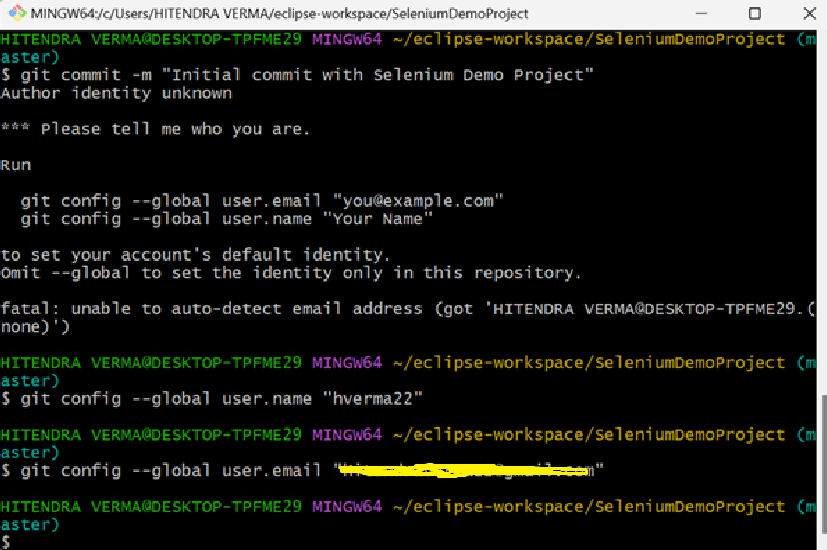 MINGW64:/c/Users/HITENDRA VERMA/eclipse-workspace/SeleniumDemoProject
HITENDRA VERMA@DESKTOP-TPFME29 MINGW64 ~/eclipse-workspace/SeleniumDemoProject (m
aster)
$ git commit -m "Initial commit with Selenium Demo Project"
Author identity unknown
*** Please tell me who you are.
Run
git config --global user.email "you@example.com"
git config --global user.name "Your Name"
to set your account's default identity.
Omit --global to set the identity only in this repository.
fatal: unable to auto-detect email address (got 'HITENDRA VERMA@DESKTOP-TPFME29.(
none)')
HITENDRA VERMA@DESKTOP-TPFME29 MINGW64 ~/eclipse-workspace/SeleniumDemoProject (m
aster)
$ git config --global user.name "hverma22"
HITENDRA VERMA@DESKTOP-TPFME29 MINGW64 ~/eclipse-workspace/SeleniumDemoProject (m
aster)
$ git config --global user.email "
HITENDRA VERMA@DESKTOP-TPFME29 MINGW64 ~/eclipse-workspace/SeleniumDemoProject (m
aster)
$